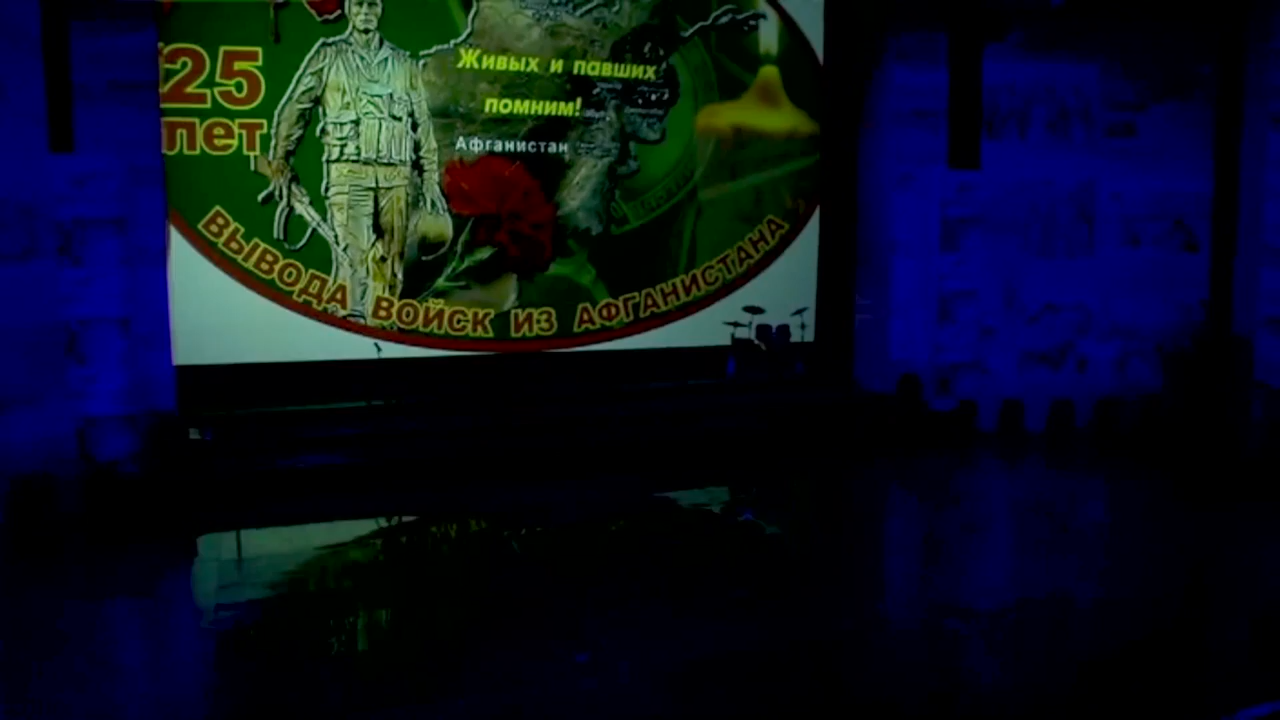 25
лет
Живых и павших
помним!
Афганистан
ВЫВОДА ВОЙСК ИЗ АФГАНИСТАНА